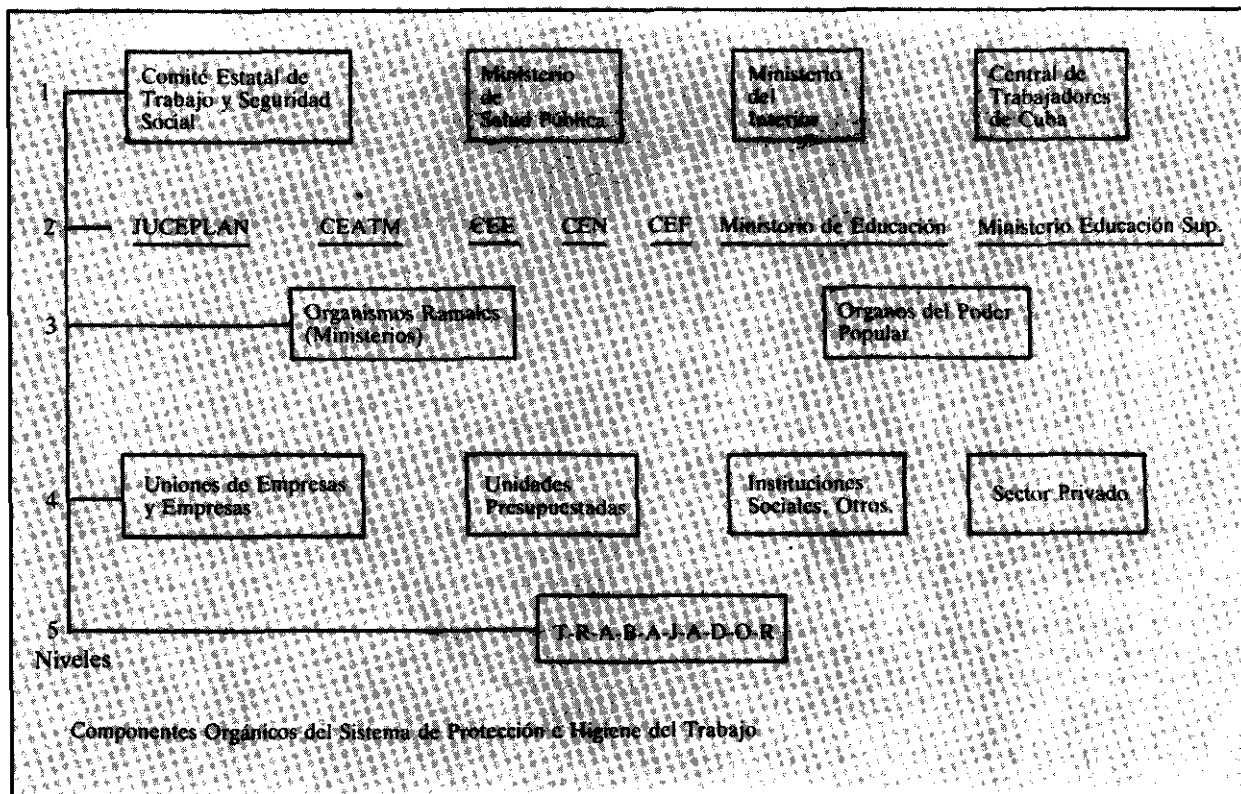 1
Comité Estatal de
Trabajo y Seguridad
Social
Ministerio
de
Salud Pública
Ministerio
del
Interior
Central de
Trabajadores
de Cuba
2
JUCEPLAN CEATM CEE CEN CEF Ministerio de Educación Ministerio Educación Sup.
3
Organismos Ramales
(Ministerios)
Organos del Poder
Popular
4
Uniones de Empresas
y Empresas
Unidades
Presupuestadas
Instituciones
Sociales, Otros.
Sector Privado
5
T-R-A-B-A-J-A-D-O-R
Niveles
Componentes Orgánicos del Sistema de Protección e Higiene del Trabajo